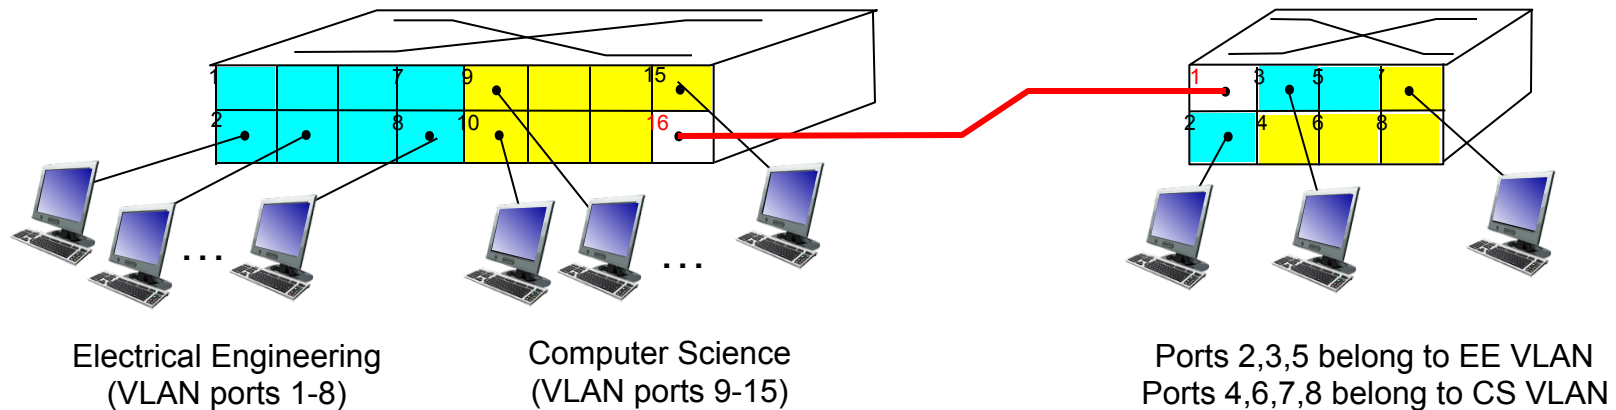 1 7 9 15
2 8 10 16
1 3 5 7
2 4 6 8
... ...
Electrical Engineering
(VLAN ports 1-8)
Computer Science
(VLAN ports 9-15)
Ports 2,3,5 belong to EE VLAN
Ports 4,6,7,8 belong to CS VLAN